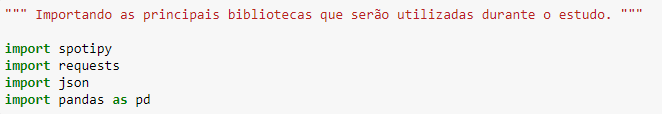 """ Importando as principais bibliotecas que serão utilizadas durante o estudo. """
import spotipy
import requests
import json
import pandas as pd